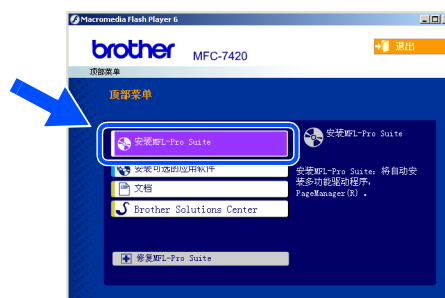 Macromedia Flash Player 6
brother
MFC-7420
退出
顶部菜单
顶部菜单
安装MFL-Pro Suite
安装可选的应用软件
文档
Brother Solutions Center
修复MFL-Pro Suite
安装MFL-Pro Suite
安装MFL-Pro Suite: 将自动安
装多功能驱动程序,
PageManager(R) .